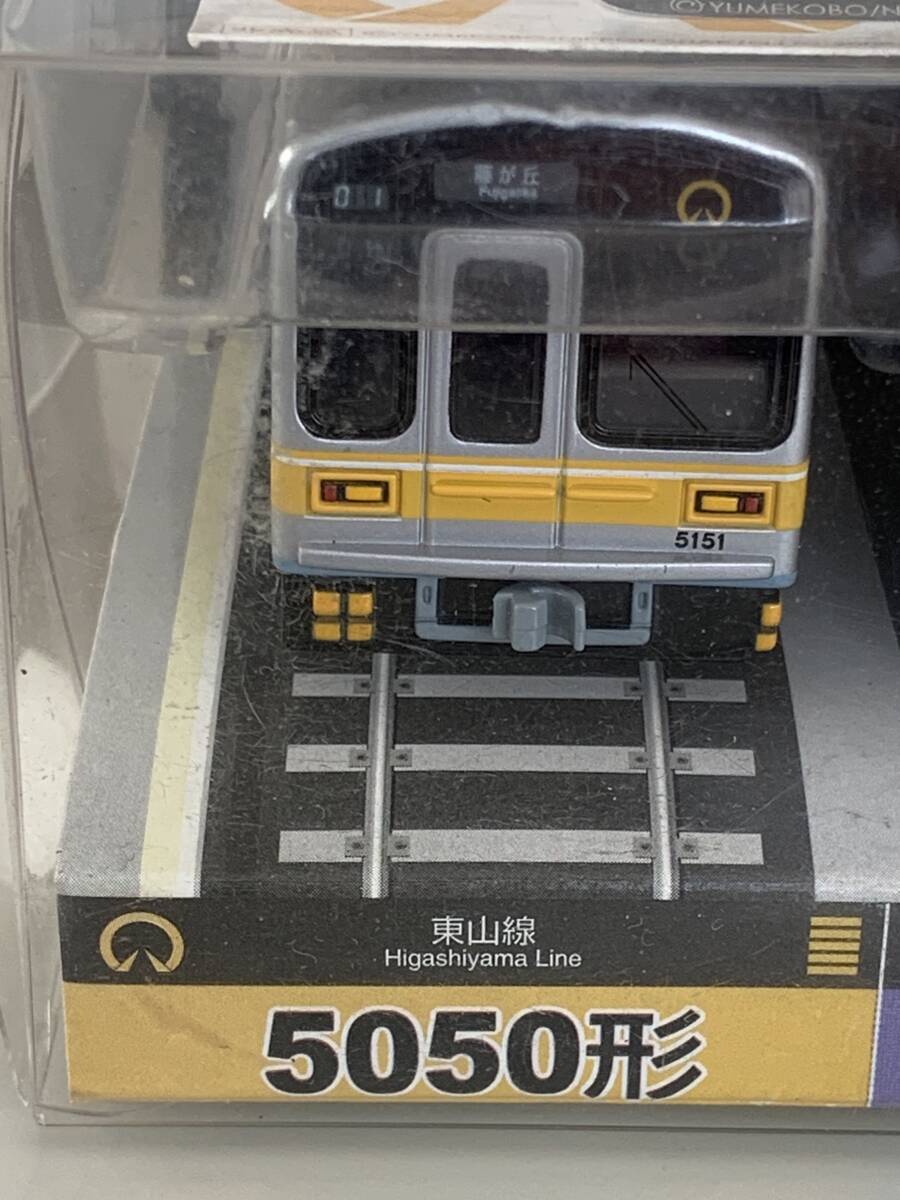 ©YUMEKOBO/N
01
藤が丘
Fujigaoka
5151
東山線
Higashiyama Line
5050形